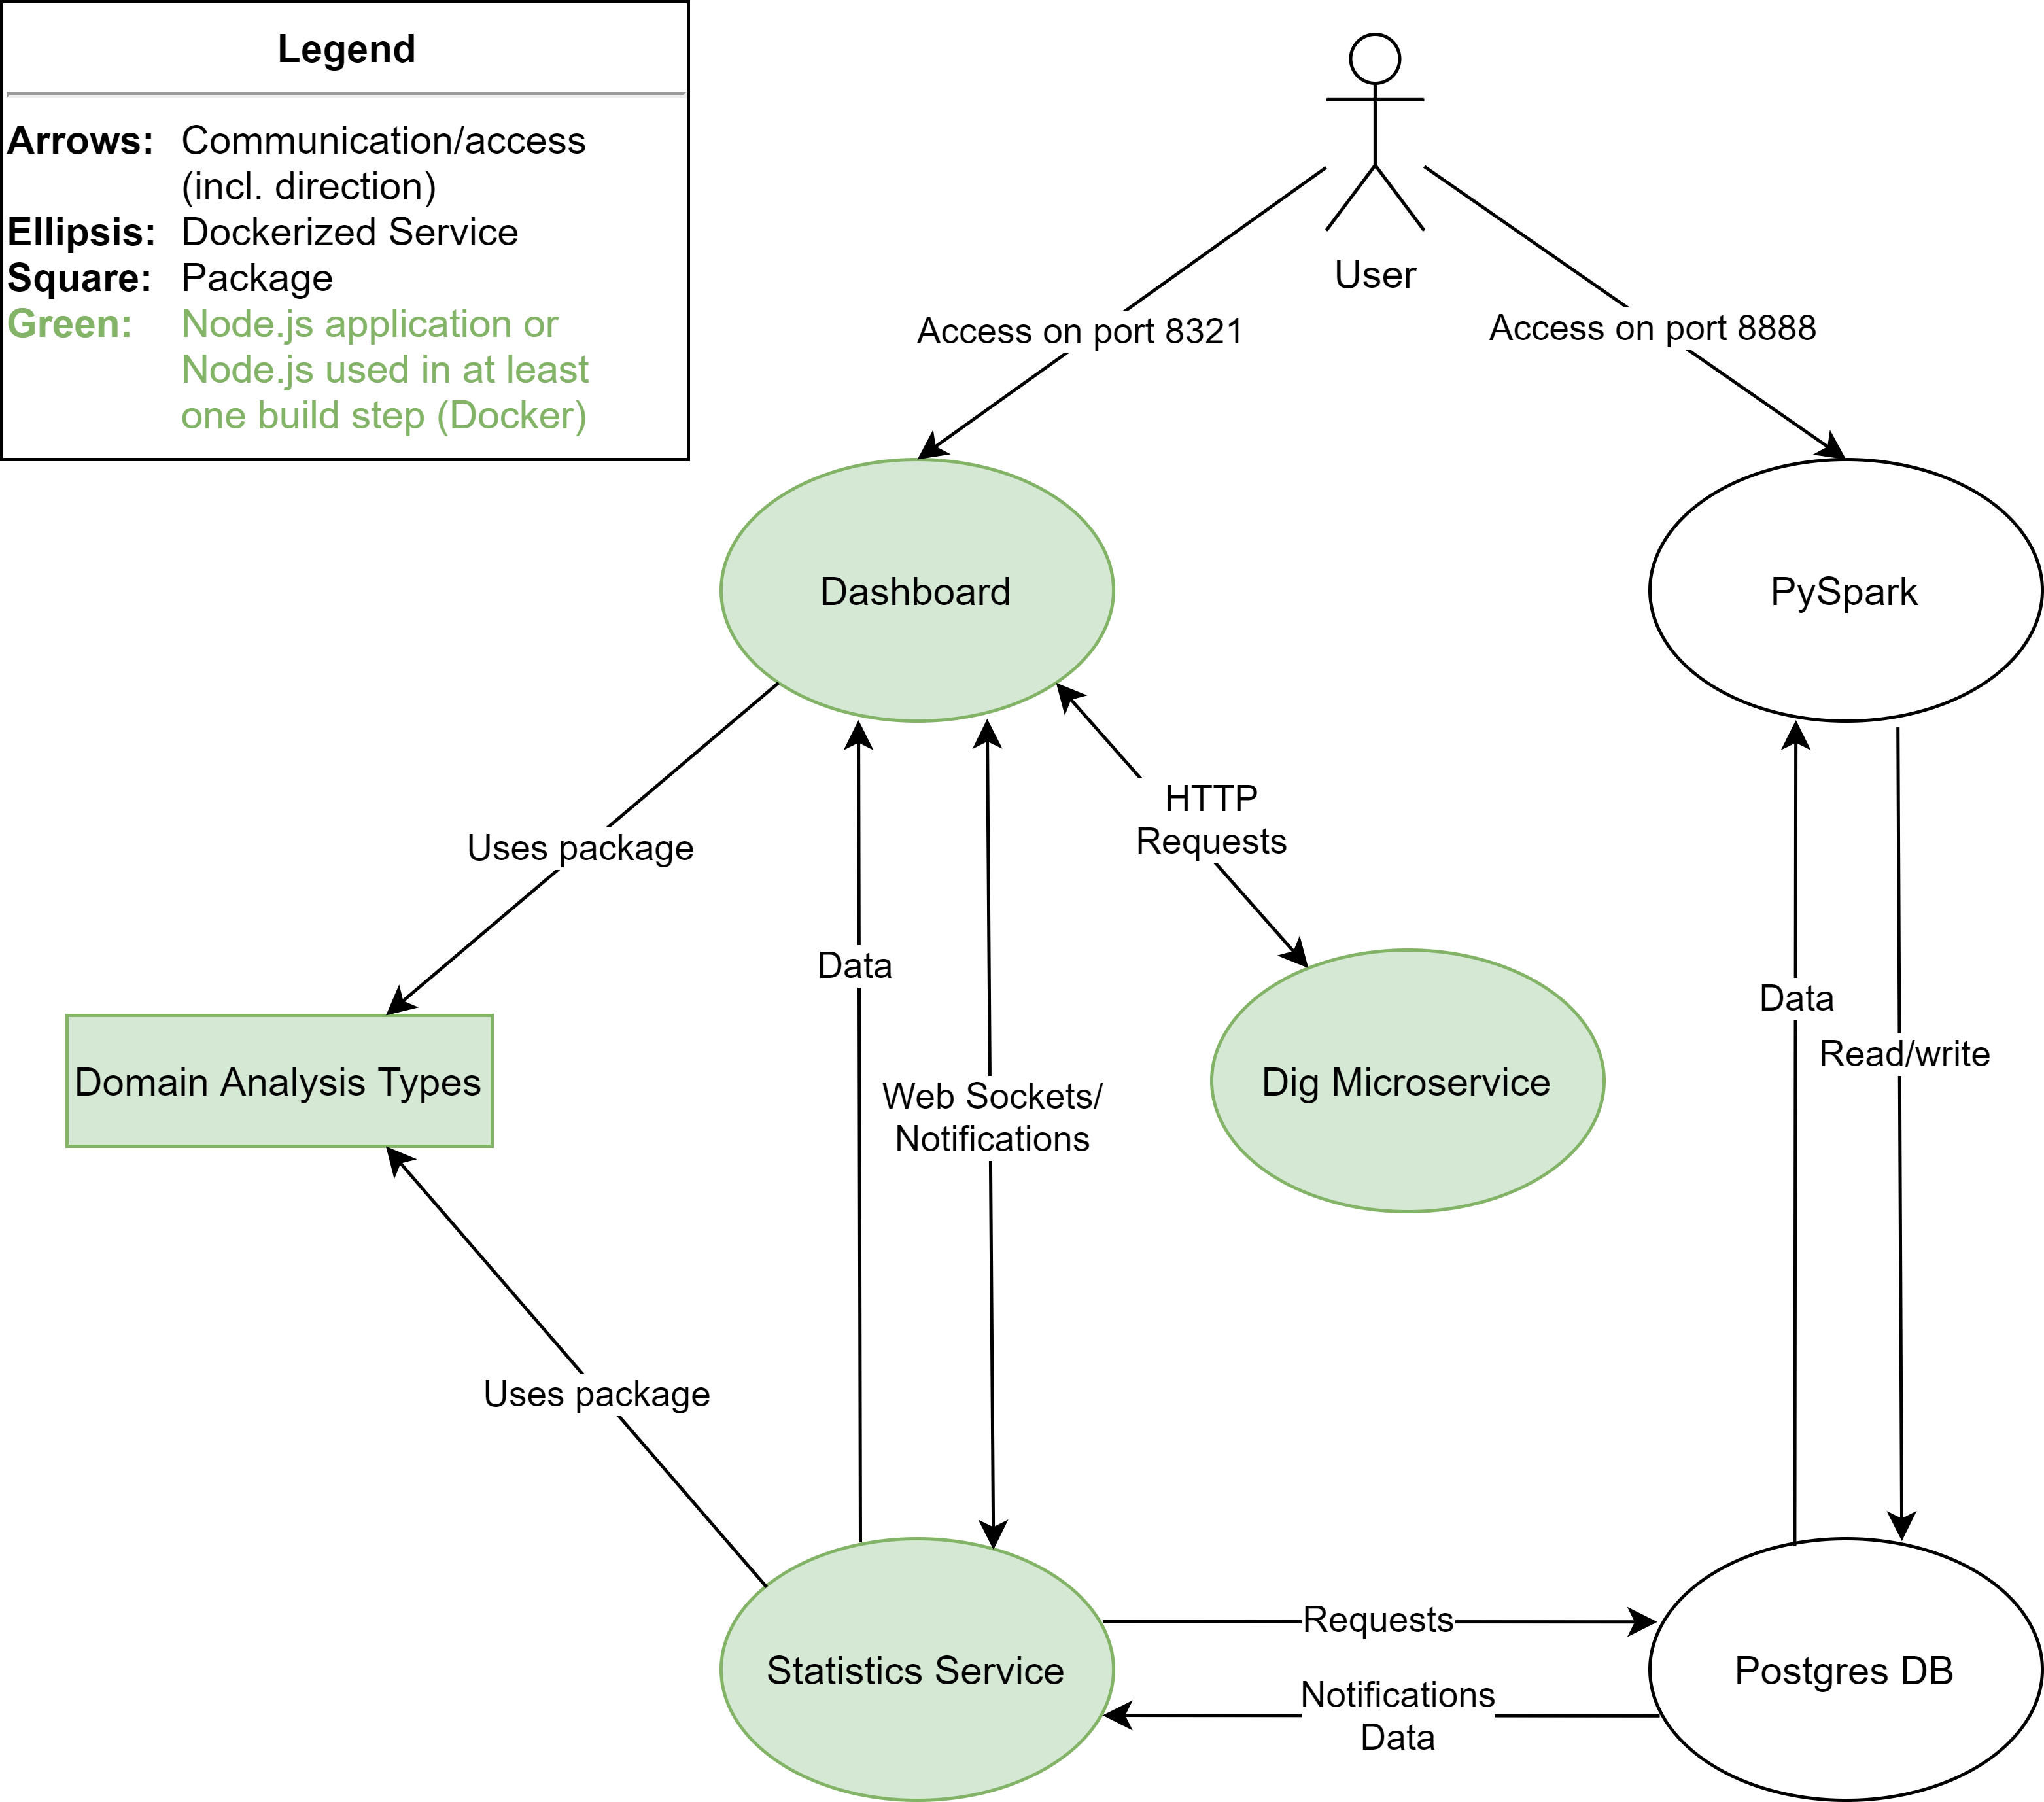 Legend
Arrows: Communication/access
(incl. direction)
Ellipsis: Dockerized Service
Square: Package
Green: Node.js application or
Node.js used in at least
one build step (Docker)
User
Access on port 8321
Access on port 8888
Dashboard
PySpark
HTTP
Requests
Uses package
Data
Data
Read/write
Domain Analysis Types
Web Sockets/
Notifications
Dig Microservice
Uses package
Requests
Statistics Service
Postgres DB
Notifications
Data